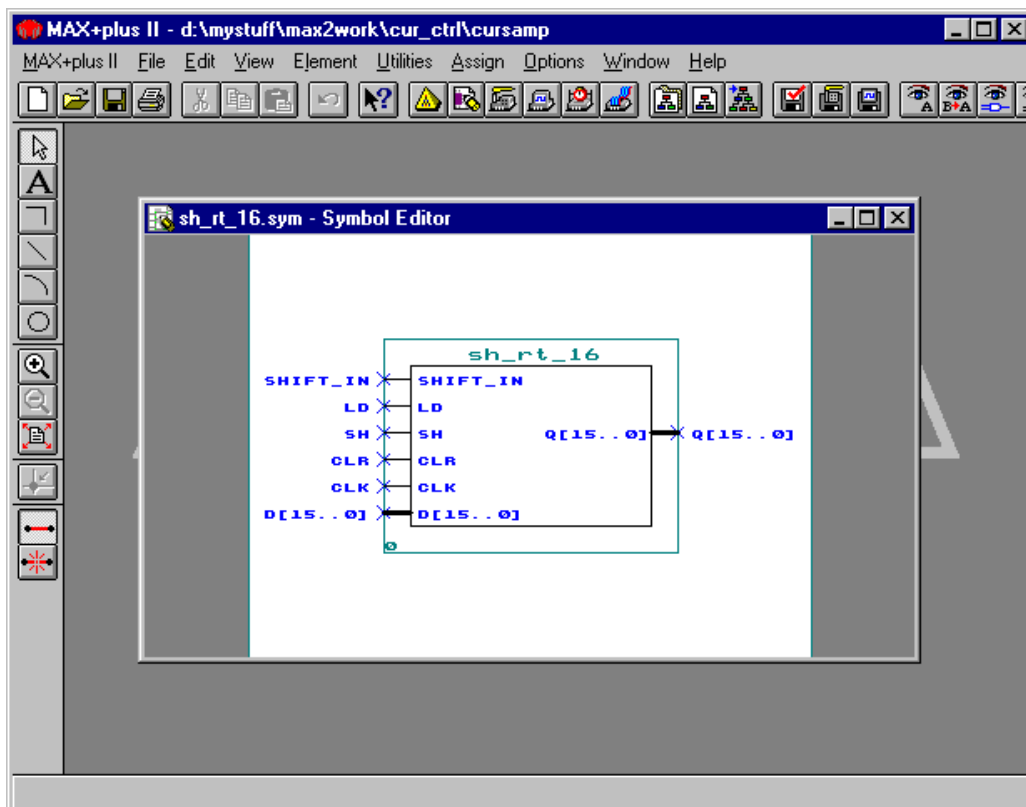 MAX+plus II - d:\mystuff\max2work\cur_ctrl\cursamp
MAX+plus II File Edit View Element Utilities Assign Options Window Help
A B+A
A
sh_rt_16.sym - Symbol Editor
sh_rt_16
SHIFT_IN SHIFT_IN
LD LD
SH SH Q[15..0] Q[15..0]
CLR CLR
CLK CLK
D[15..0] D[15..0]
0